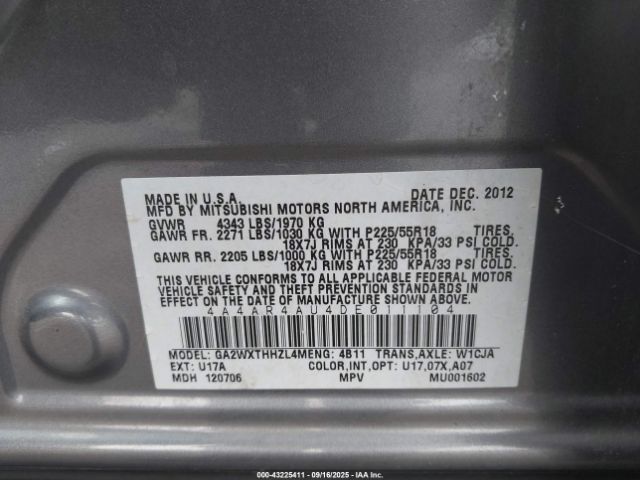 MADE IN U.S.A. DATE DEC. 2012
MFD BY MITSUBISHI MOTORS NORTH AMERICA, INC.
GVWR 4343 LBS/1970 KG
GAWR FR. 2271 LBS/1030 KG WITH P225/55R18 TIRES,
18X7J RIMS AT 230 KPA/33 PSI COLD.
GAWR RR. 2205 LBS/1000 KG WITH P225/55R18 TIRES,
18X7J RIMS AT 230 KPA/33 PSI COLD.
THIS VEHICLE CONFORMS TO ALL APPLICABLE FEDERAL MOTOR
VEHICLE SAFETY AND THEFT PREVENTION STANDARDS IN EFFECT
ON THE DATE OF MANUFACTURE SHOWN ABOVE.
4A4AR4AU4DE011104
MODEL: GA2WXTHHZL4M ENG: 4B11 TRANS,AXLE: W1CJA
EXT: U17A COLOR,INT,OPT: U17,07X,A07
MDH 120706 MPV MU001602
000-43225411 - 09/16/2025 - IAAI.COM